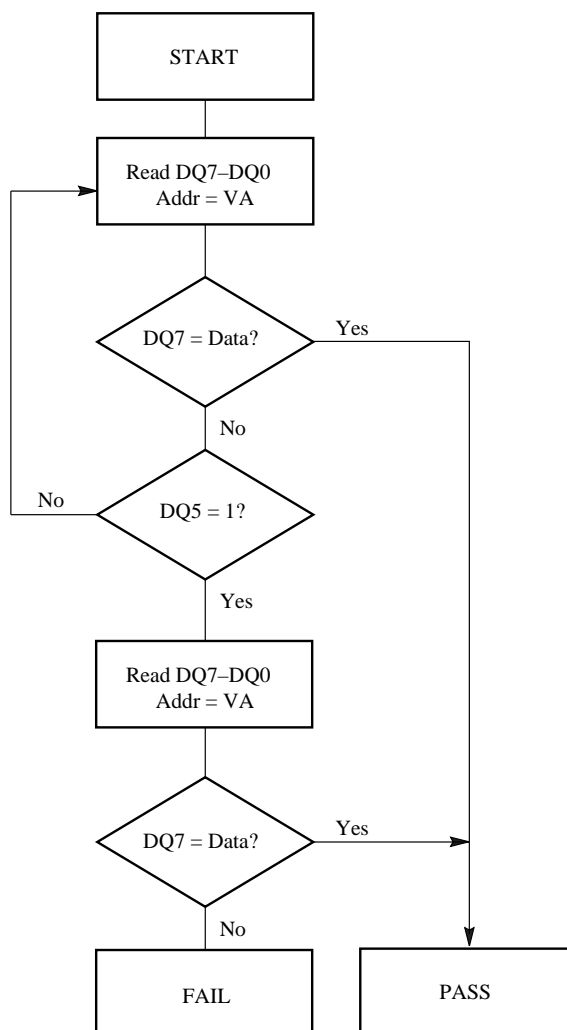 START
Read DQ7–DQ0
Addr = VA
DQ7 = Data?
Yes
No
No
DQ5 = 1?
Yes
Read DQ7–DQ0
Addr = VA
DQ7 = Data?
Yes
No
FAIL
PASS